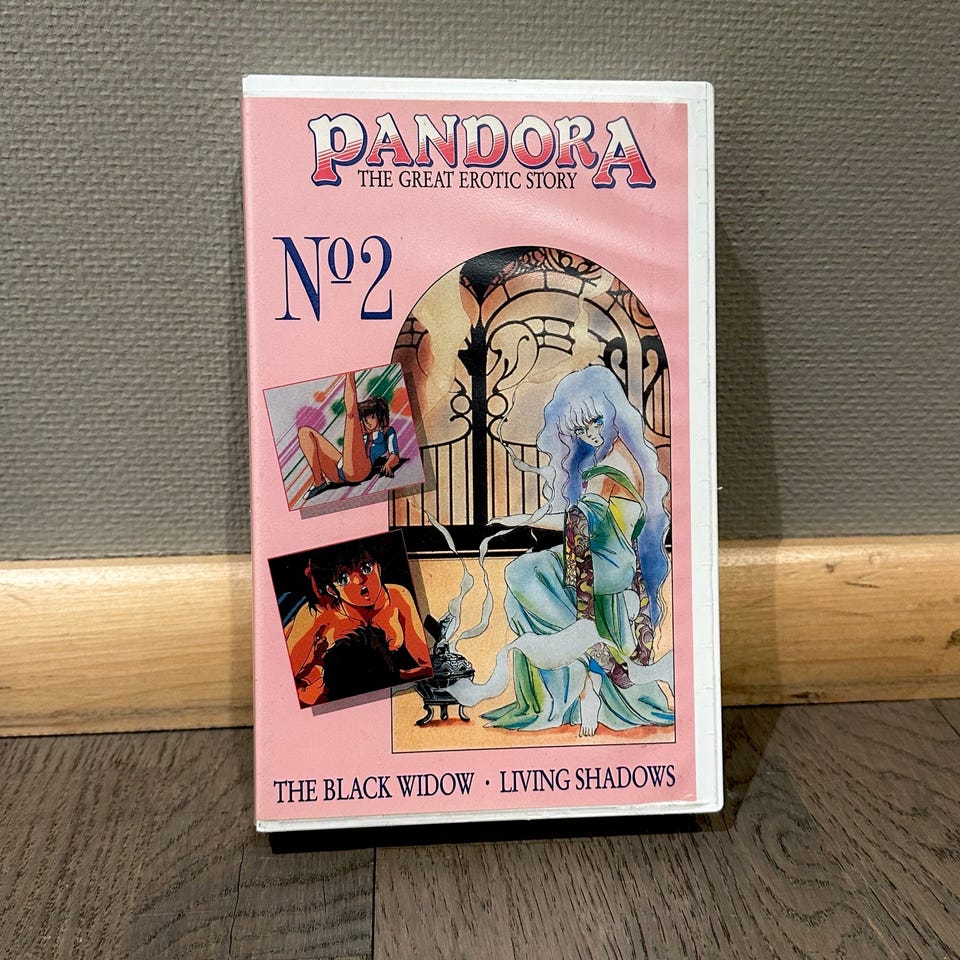 PANDORA
THE GREAT EROTIC STORY
Nº2
THE BLACK WIDOW · LIVING SHADOWS